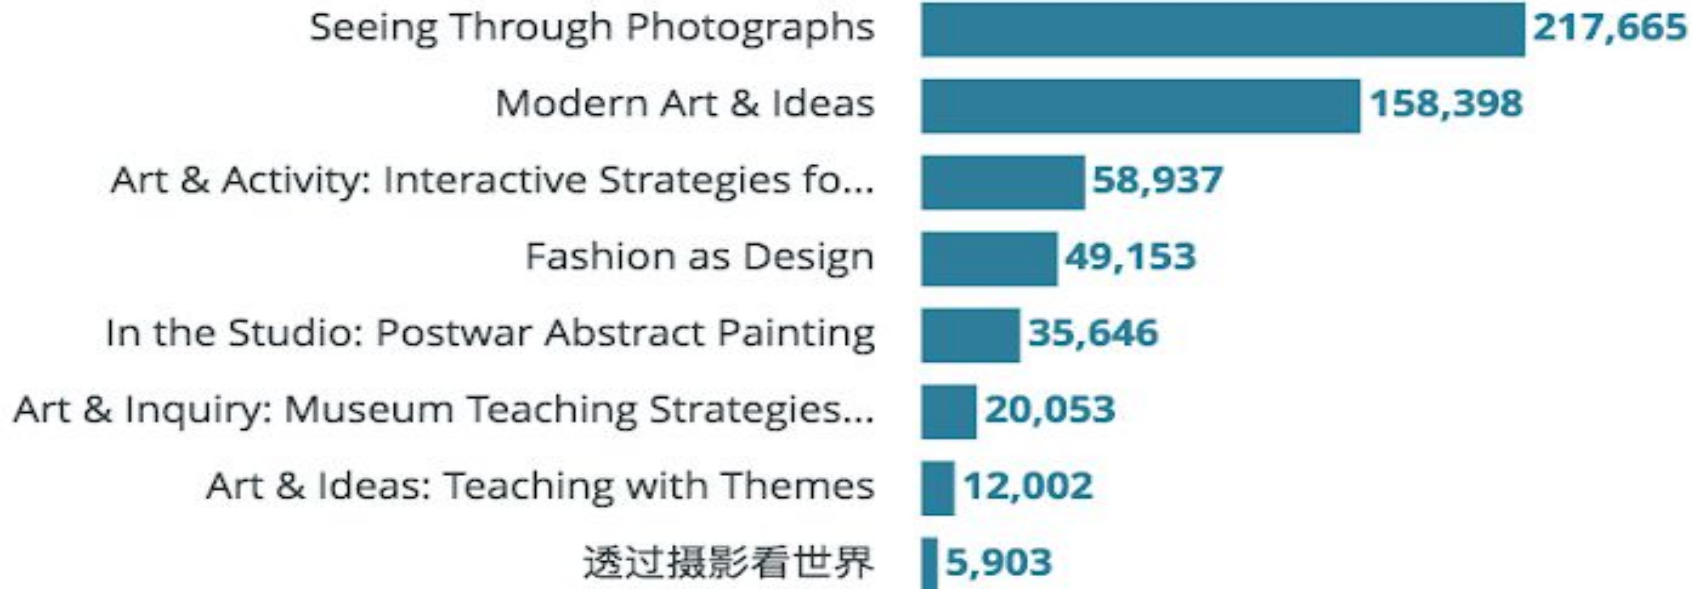 Seeing Through Photographs 217,665
Modern Art & Ideas 158,398
Art & Activity: Interactive Strategies fo... 58,937
Fashion as Design 49,153
In the Studio: Postwar Abstract Painting 35,646
Art & Inquiry: Museum Teaching Strategies... 20,053
Art & Ideas: Teaching with Themes 12,002
透过摄影看世界 5,903